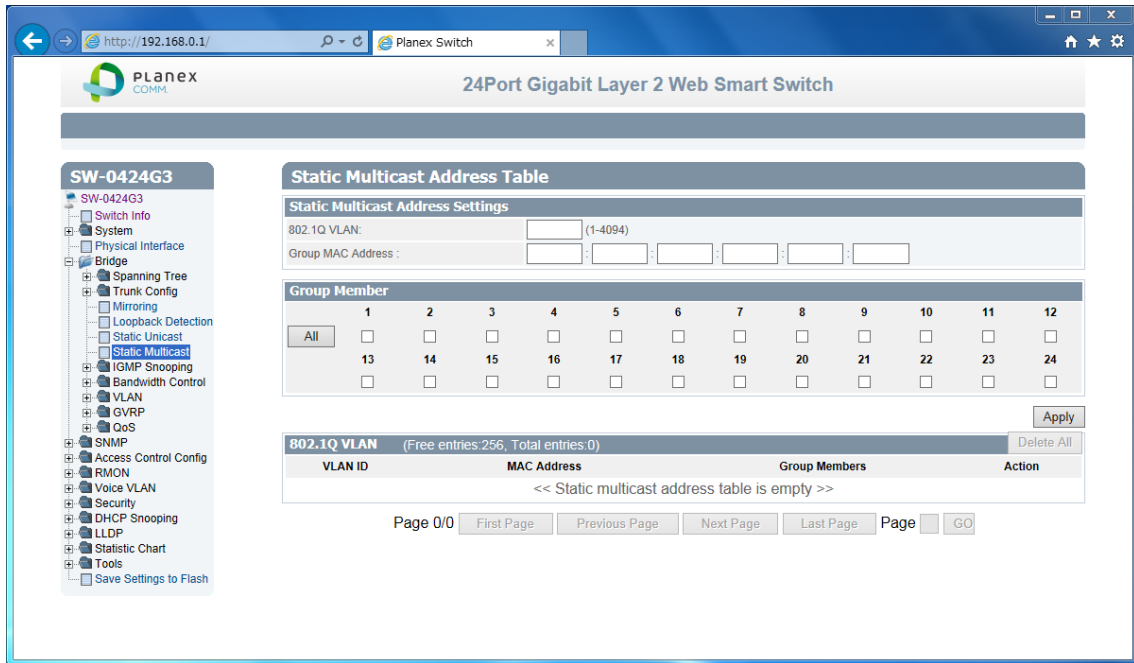 http://192.168.0.1/
Planex Switch
PLANEX
COMM.
24Port Gigabit Layer 2 Web Smart Switch
SW-0424G3
SW-0424G3
Switch Info
System
Physical Interface
Bridge
Spanning Tree
Trunk Config
Mirroring
Loopback Detection
Static Unicast
Static Multicast
IGMP Snooping
Bandwidth Control
VLAN
GVRP
QoS
SNMP
Access Control Config
RMON
Voice VLAN
Security
DHCP Snooping
LLDP
Statistic Chart
Tools
Save Settings to Flash
Static Multicast Address Table
Static Multicast Address Settings
802.1Q VLAN: (1-4094)
Group MAC Address : : : : : :
Group Member
1 2 3 4 5 6 7 8 9 10 11 12
All
13 14 15 16 17 18 19 20 21 22 23 24
Apply
802.1Q VLAN (Free entries:256, Total entries:0) Delete All
VLAN ID MAC Address Group Members Action
<< Static multicast address table is empty >>
Page 0/0 First Page Previous Page Next Page Last Page Page GO